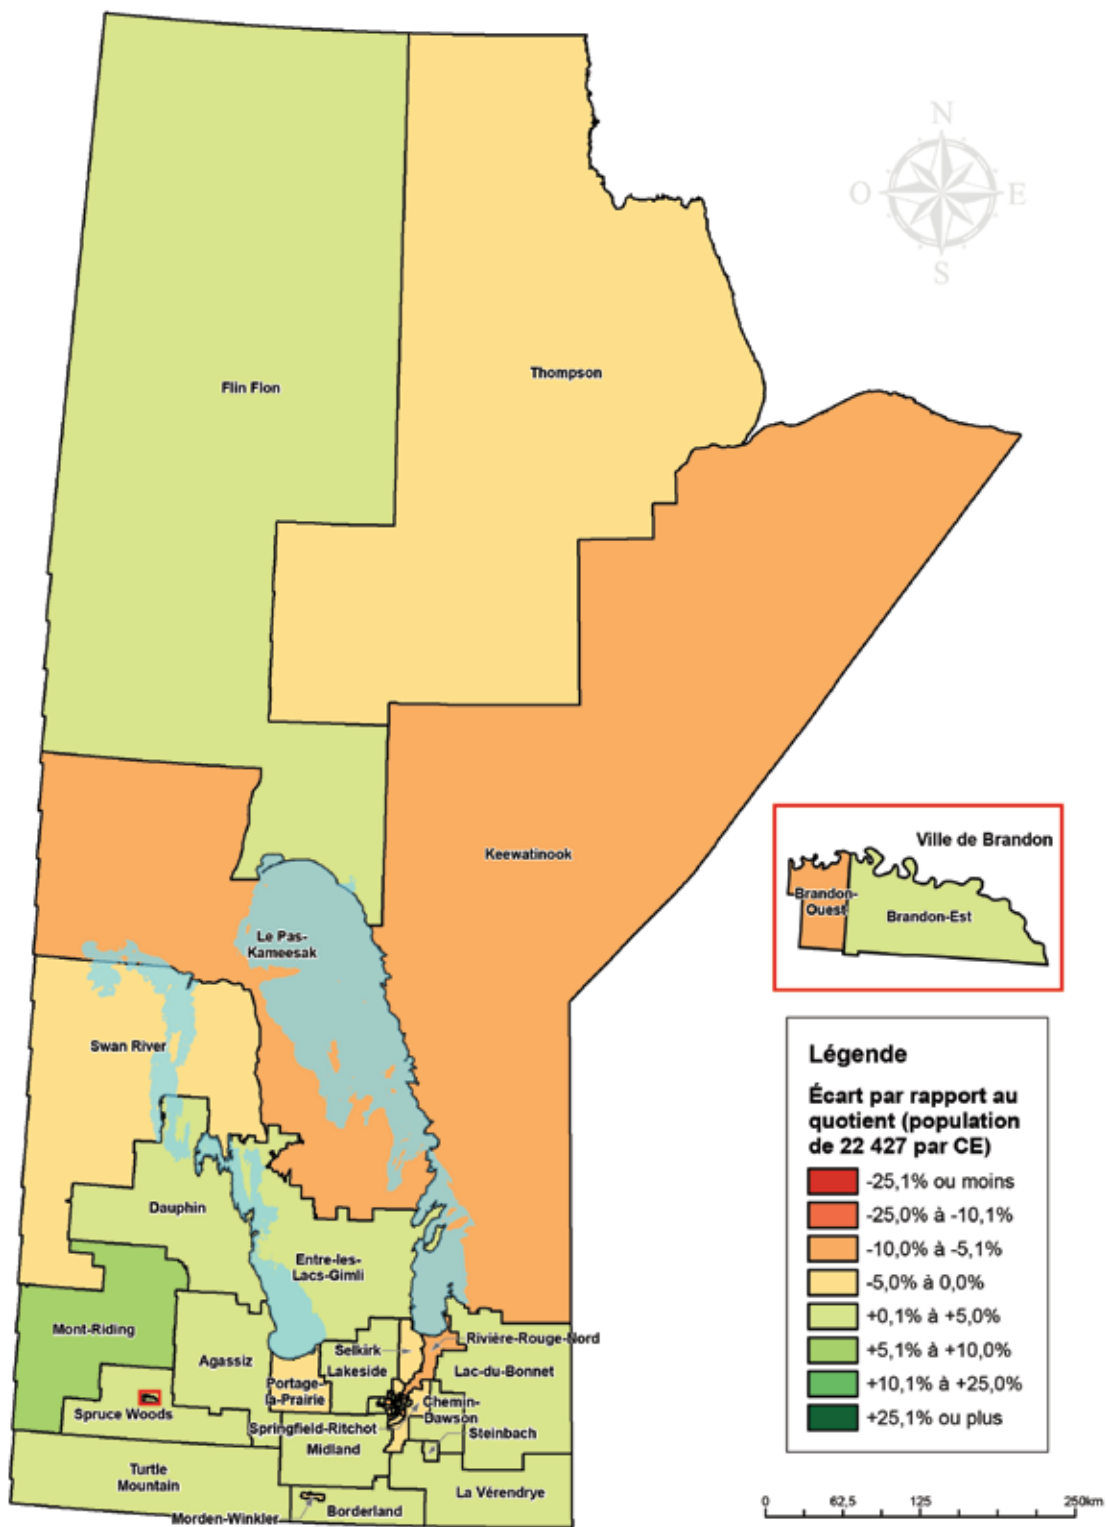 N
O
E
S
Flin Flon
Thompson
Keewatinook
Ville de Brandon
Brandon-
Ouest
Brandon-Est
Le Pas-
Kameesak
Swan River
Légende
Écart par rapport au
quotient (population
de 22 427 par CE)
-25,1% ou moins
-25,0% à -10,1%
-10,0% à -5,1%
-5,0% à 0,0%
+0,1% à +5,0%
+5,1% à +10,0%
+10,1% à +25,0%
+25,1% ou plus
Dauphin
Entre-les-
Lacs-Gimli
Mont-Riding
Agassiz
Selkirk
Lakeside
Rivière-Rouge-Nord
Lac-du-Bonnet
Portage-
la-Prairie
Chemin-
Dawson
Spruce Woods
Springfield-Ritchot
Steinbach
Midland
Turtle
Mountain
La Vérendrye
Borderland
Morden-Winkler
0 62,5 125 250km